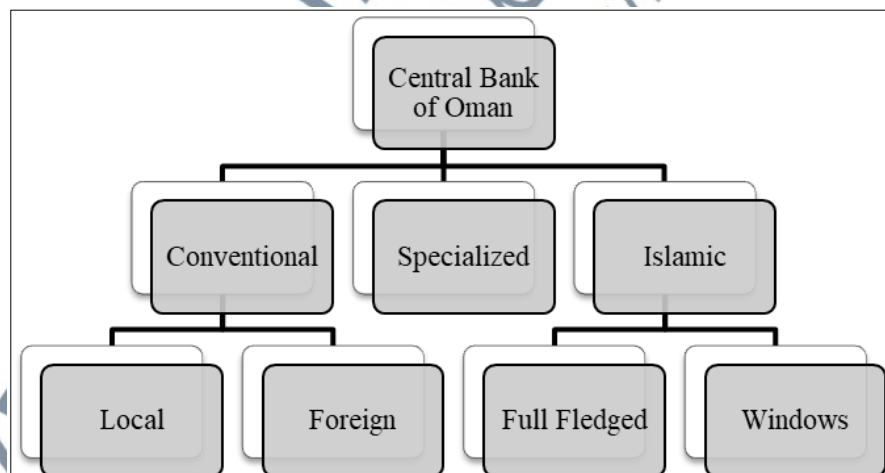 Central Bank
of Oman
Conventional
Specialized
Islamic
Local
Foreign
Full Fledged
Windows